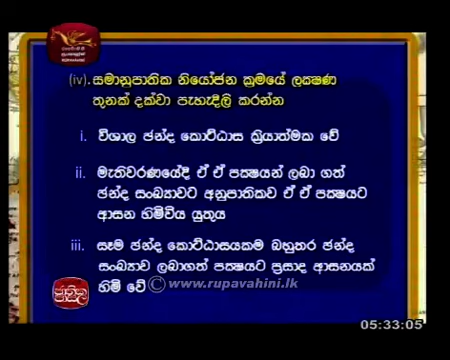 (iv). සමානුපාතික නියෝජන ක්‍රමයේ ලක්‍ෂණ
තුනක් දක්වා පැහැදිලි කරන්න
i. විශාල ඡන්ද කොට්ඨාස ක්‍රියාත්මක වේ
ii. මැතිවරණයේදී ඒ ඒ පක්‍ෂයන් ලබා ගත්
ඡන්ද සංඛ්‍යාවට අනුපාතිකව ඒ ඒ පක්‍ෂයට
ආසන හිමිවිය යුතුය
iii. සෑම ඡන්ද කොට්ඨාසයකම බහුතර ඡන්ද
සංඛ්‍යාව ලබාගත් පක්‍ෂයට ප්‍රසාද ආසනයක්
හිමි වේ
© www.rupavahini.lk
05:33:05